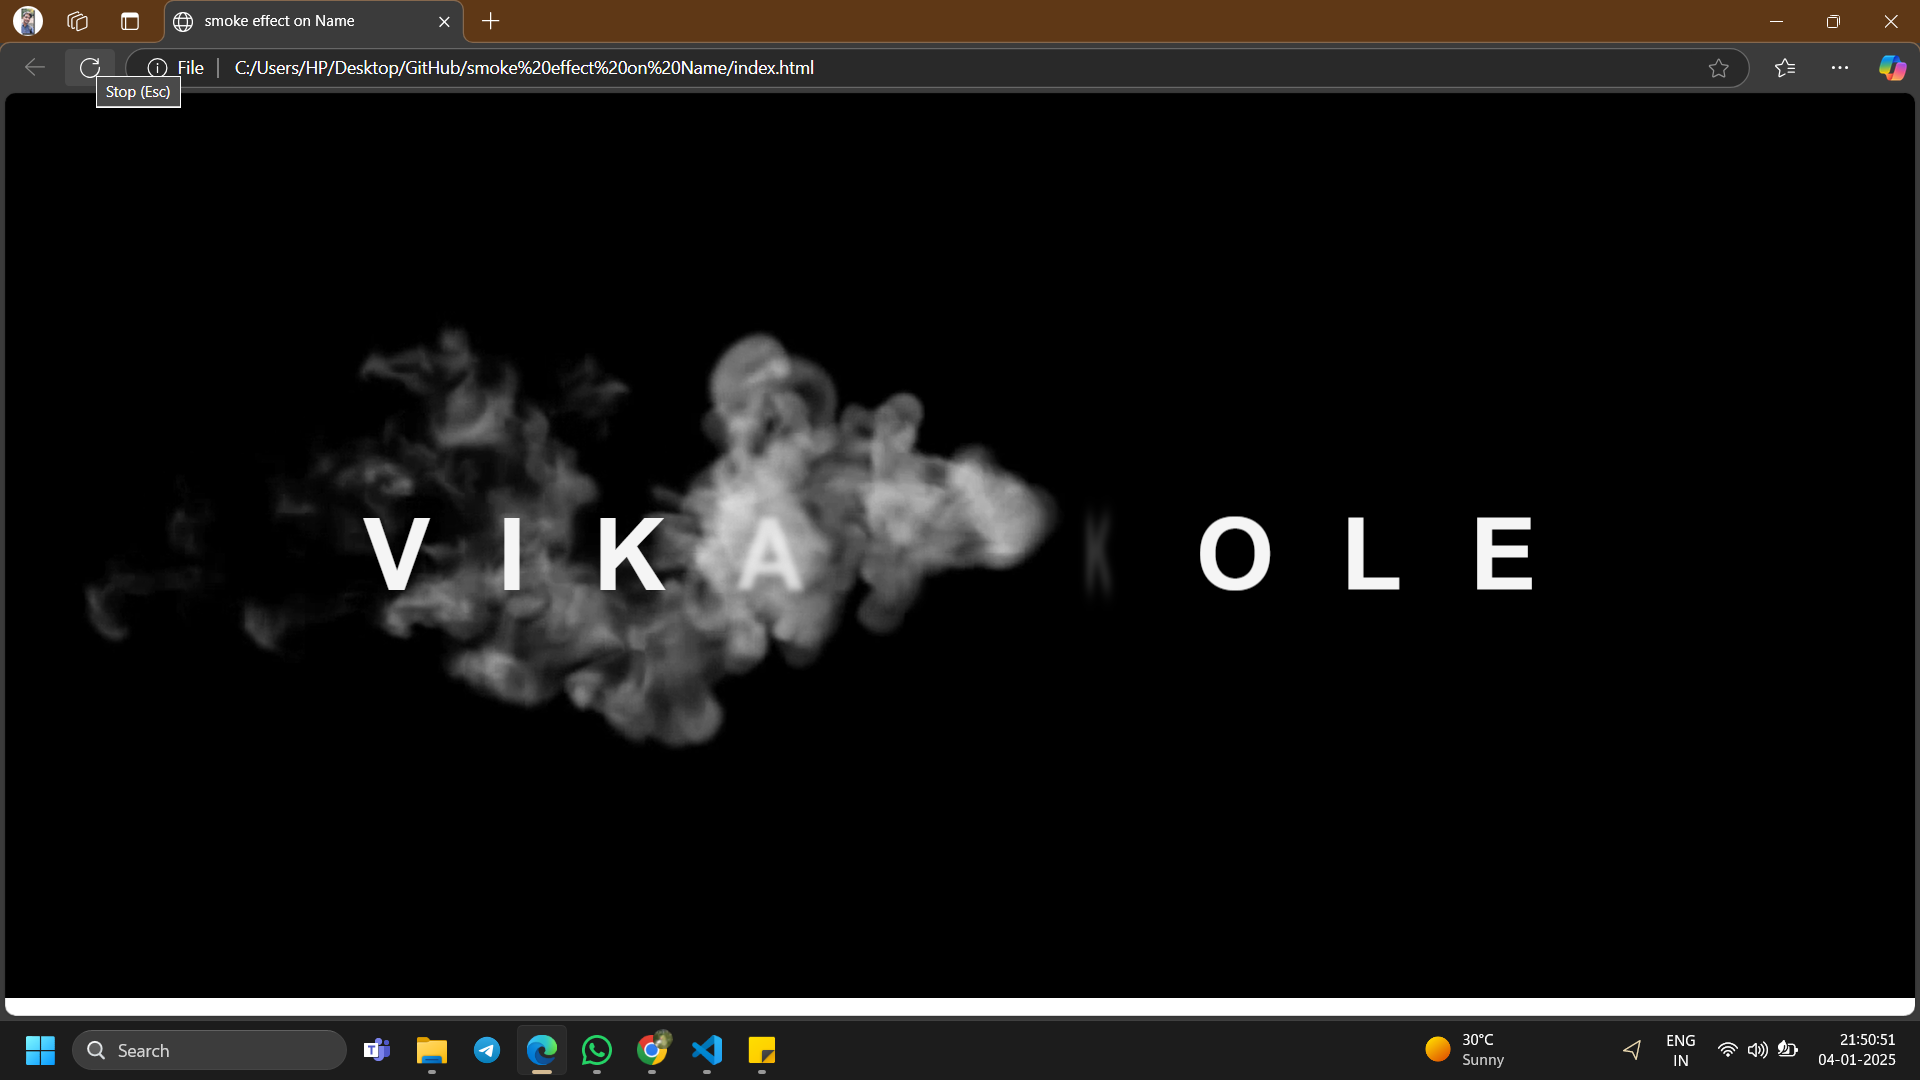 smoke effect on Name
File
C:/Users/HP/Desktop/GitHub/smoke%20effect%20on%20Name/index.html
Stop (Esc)
V I K A K O L E
Search
30°C
Sunny
ENG
IN
21:50:51
04-01-2025